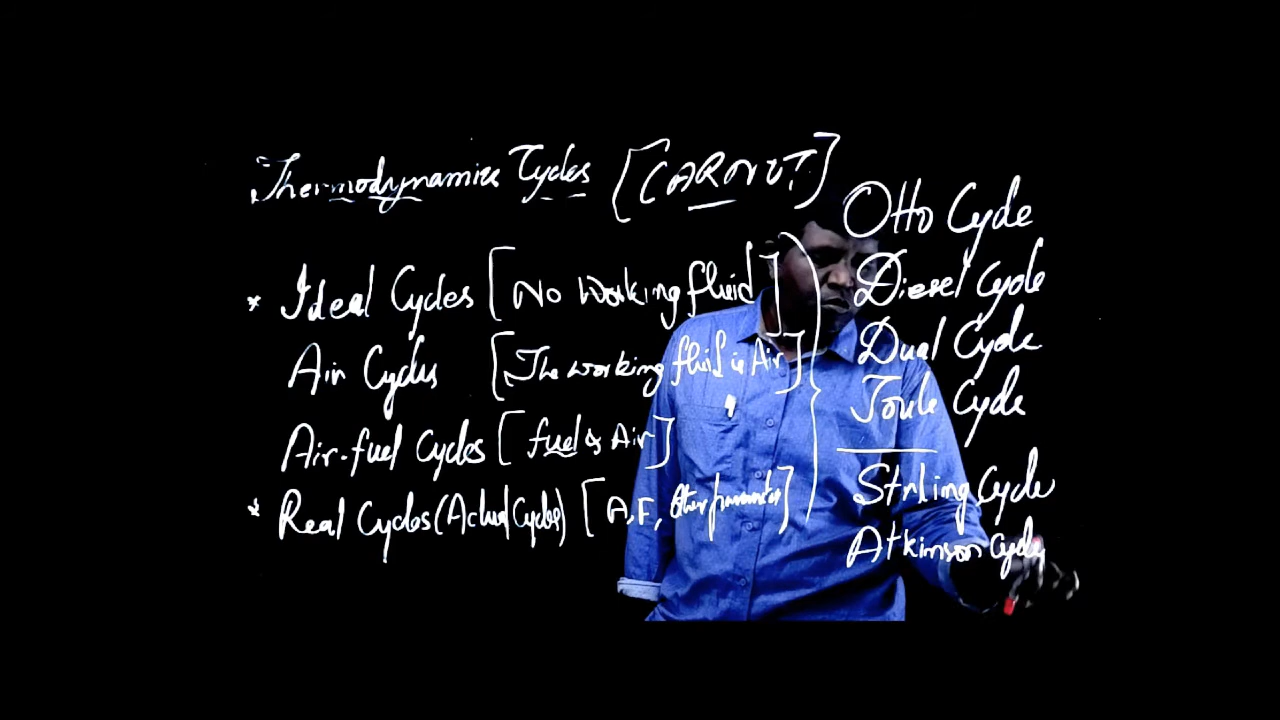 Thermodynamics Cycles [CARNOT]
* Ideal Cycles [No working fluid]
Air Cycles [The working fluid is Air]
Air-fuel Cycles [fuel & Air]
* Real Cycles (Actual Cycles) [A, F, Other parameters]
Otto Cycle
Diesel Cycle
Dual Cycle
Joule Cycle
Strling Cycle
Atkinson Cycle